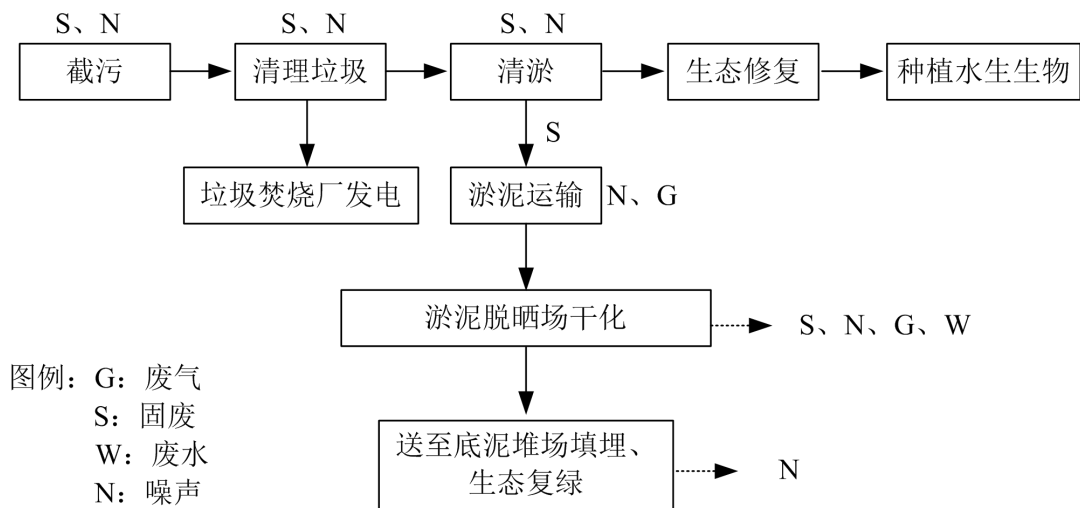 S、N
S、N
S、N
截污
清理垃圾
清淤
生态修复
种植水生生物
S
垃圾焚烧厂发电
淤泥运输
N、G
淤泥脱晒场干化
S、N、G、W
图例：G：废气
S：固废
W：废水
N：噪声
送至底泥堆场填埋、
生态复绿
N